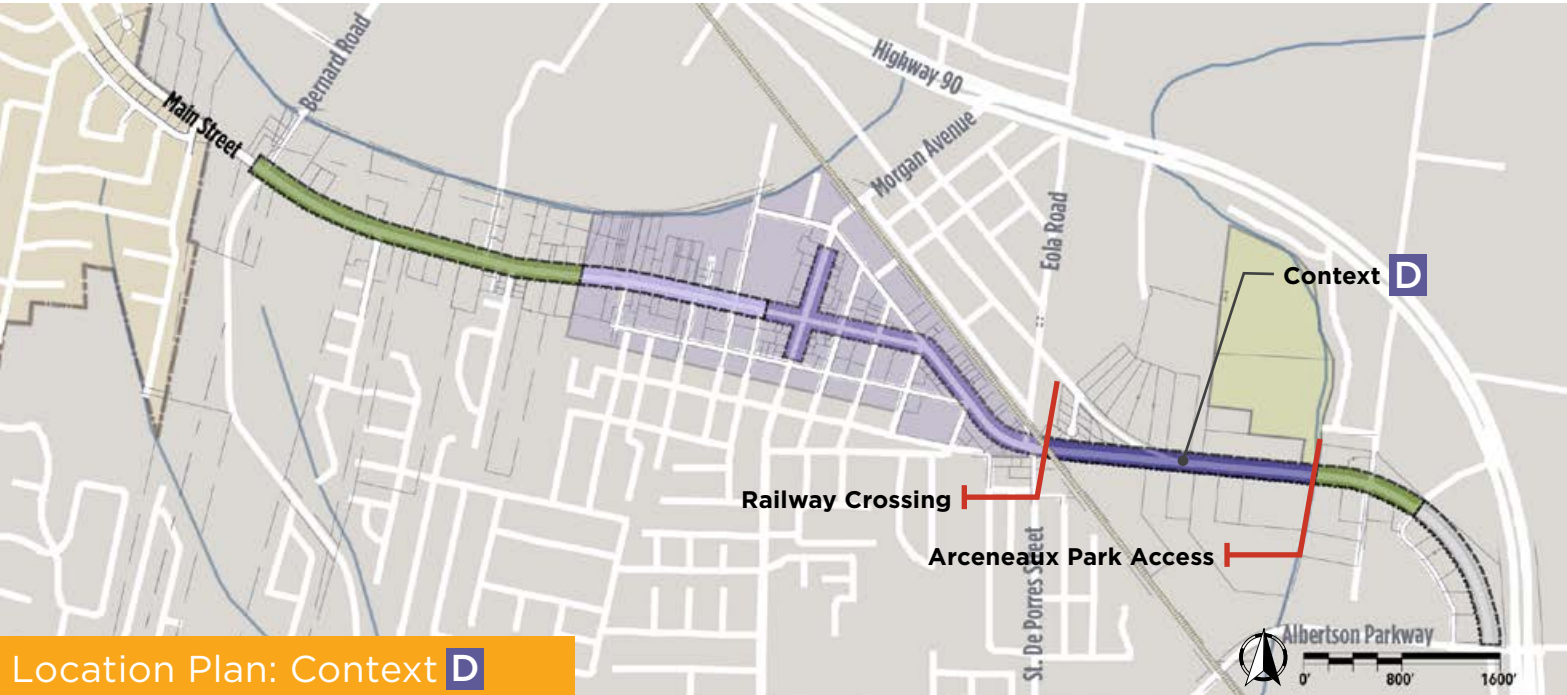 Highway 90
Bernard Road
Main Street
Morgan Avenue
Eola Road
Context D
Railway Crossing
Arceneaux Park Access
St. De Porres Street
Albertson Parkway
0' 800' 1600'
Location Plan: Context D